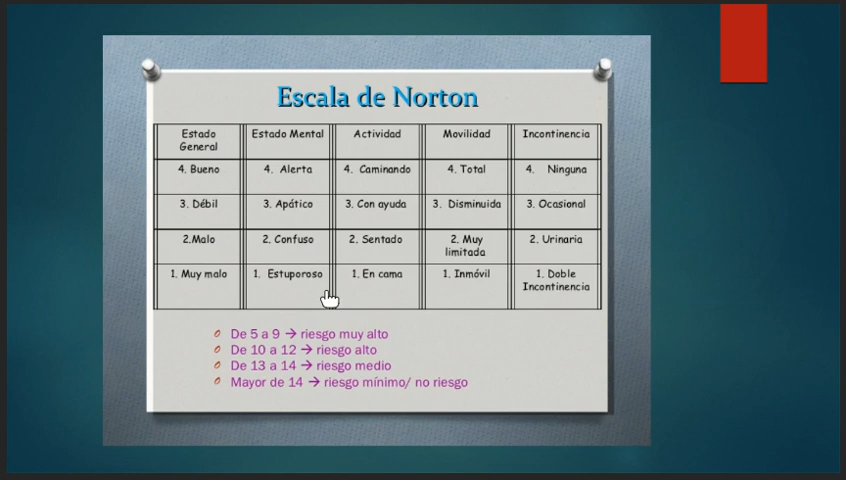 Escala de Norton
Estado General | Estado Mental | Actividad | Movilidad | Incontinencia
4. Bueno | 4. Alerta | 4. Caminando | 4. Total | 4. Ninguna
3. Débil | 3. Apático | 3. Con ayuda | 3. Disminuida | 3. Ocasional
2.Malo | 2. Confuso | 2. Sentado | 2. Muy limitada | 2. Urinaria
1. Muy malo | 1. Estuporoso | 1. En cama | 1. Inmóvil | 1. Doble Incontinencia
De 5 a 9 → riesgo muy alto
De 10 a 12 → riesgo alto
De 13 a 14 → riesgo medio
Mayor de 14 → riesgo mínimo/ no riesgo